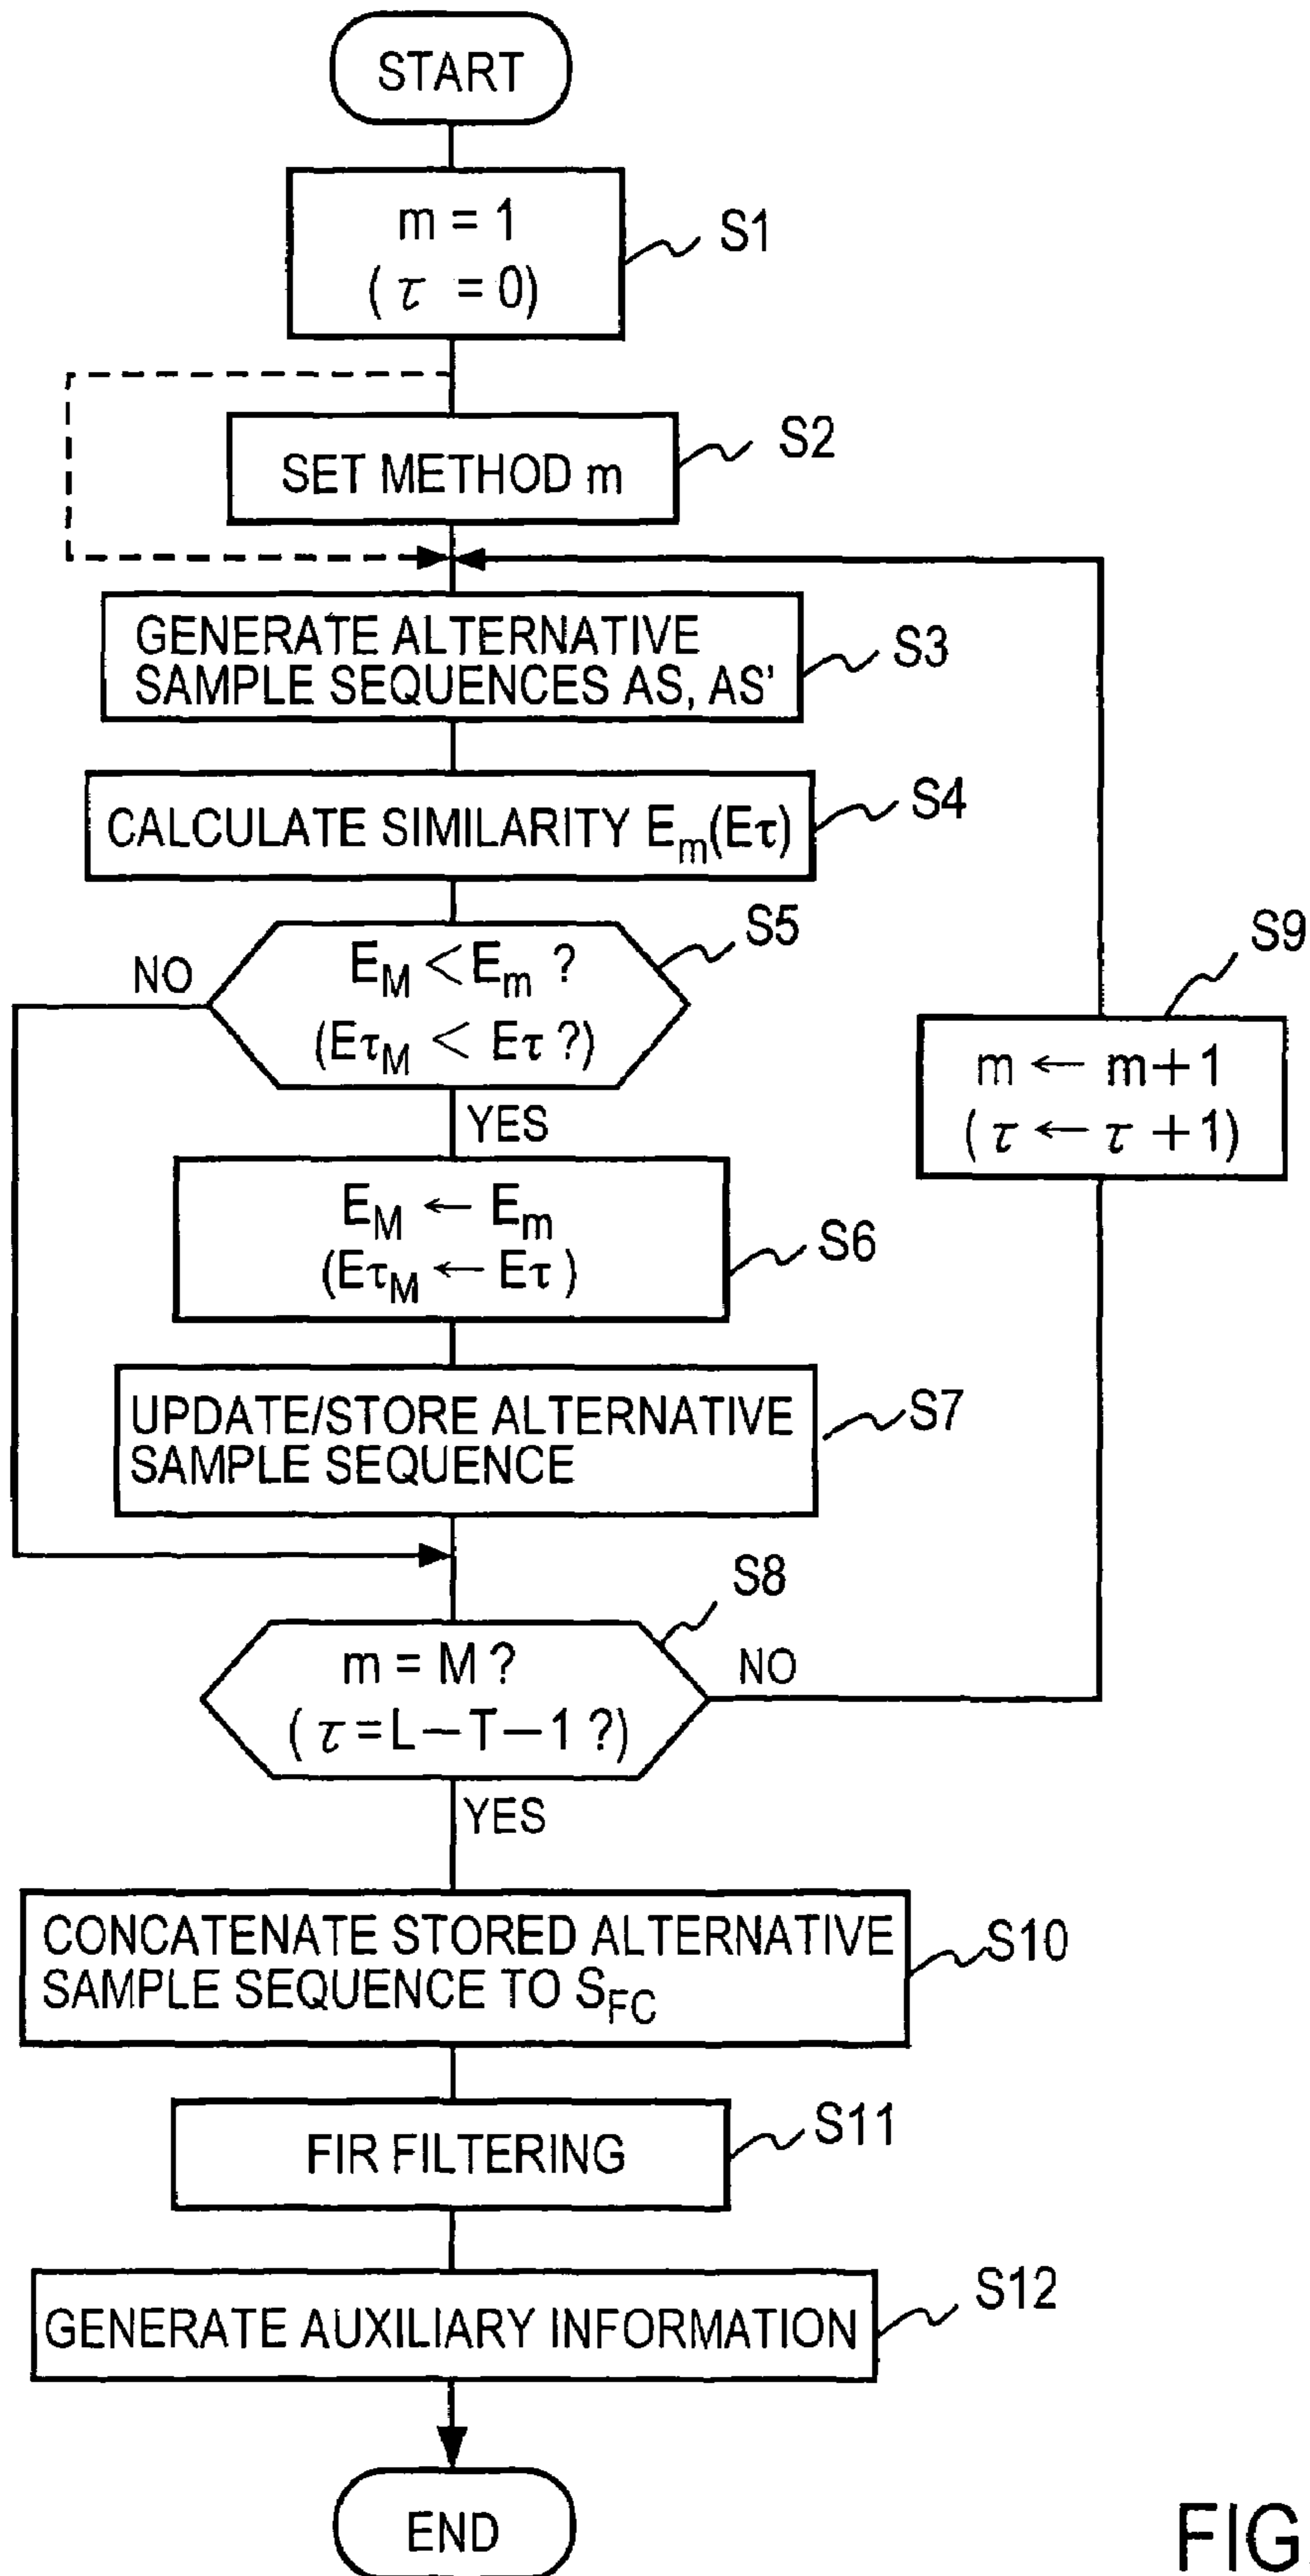 START
m = 1
( τ = 0)
S1
SET METHOD m
S2
GENERATE ALTERNATIVE
SAMPLE SEQUENCES AS, AS'
S3
CALCULATE SIMILARITY Em(Eτ)
S4
EM < Em ?
(EτM < Eτ ?)
S5
NO
YES
EM ← Em
(EτM ← Eτ )
S6
UPDATE/STORE ALTERNATIVE
SAMPLE SEQUENCE
S7
m = M ?
( τ = L – T – 1 ?)
S8
NO
m ← m + 1
( τ ← τ + 1)
S9
YES
CONCATENATE STORED ALTERNATIVE
SAMPLE SEQUENCE TO SFC
S10
FIR FILTERING
S11
GENERATE AUXILIARY INFORMATION
S12
END
FIG